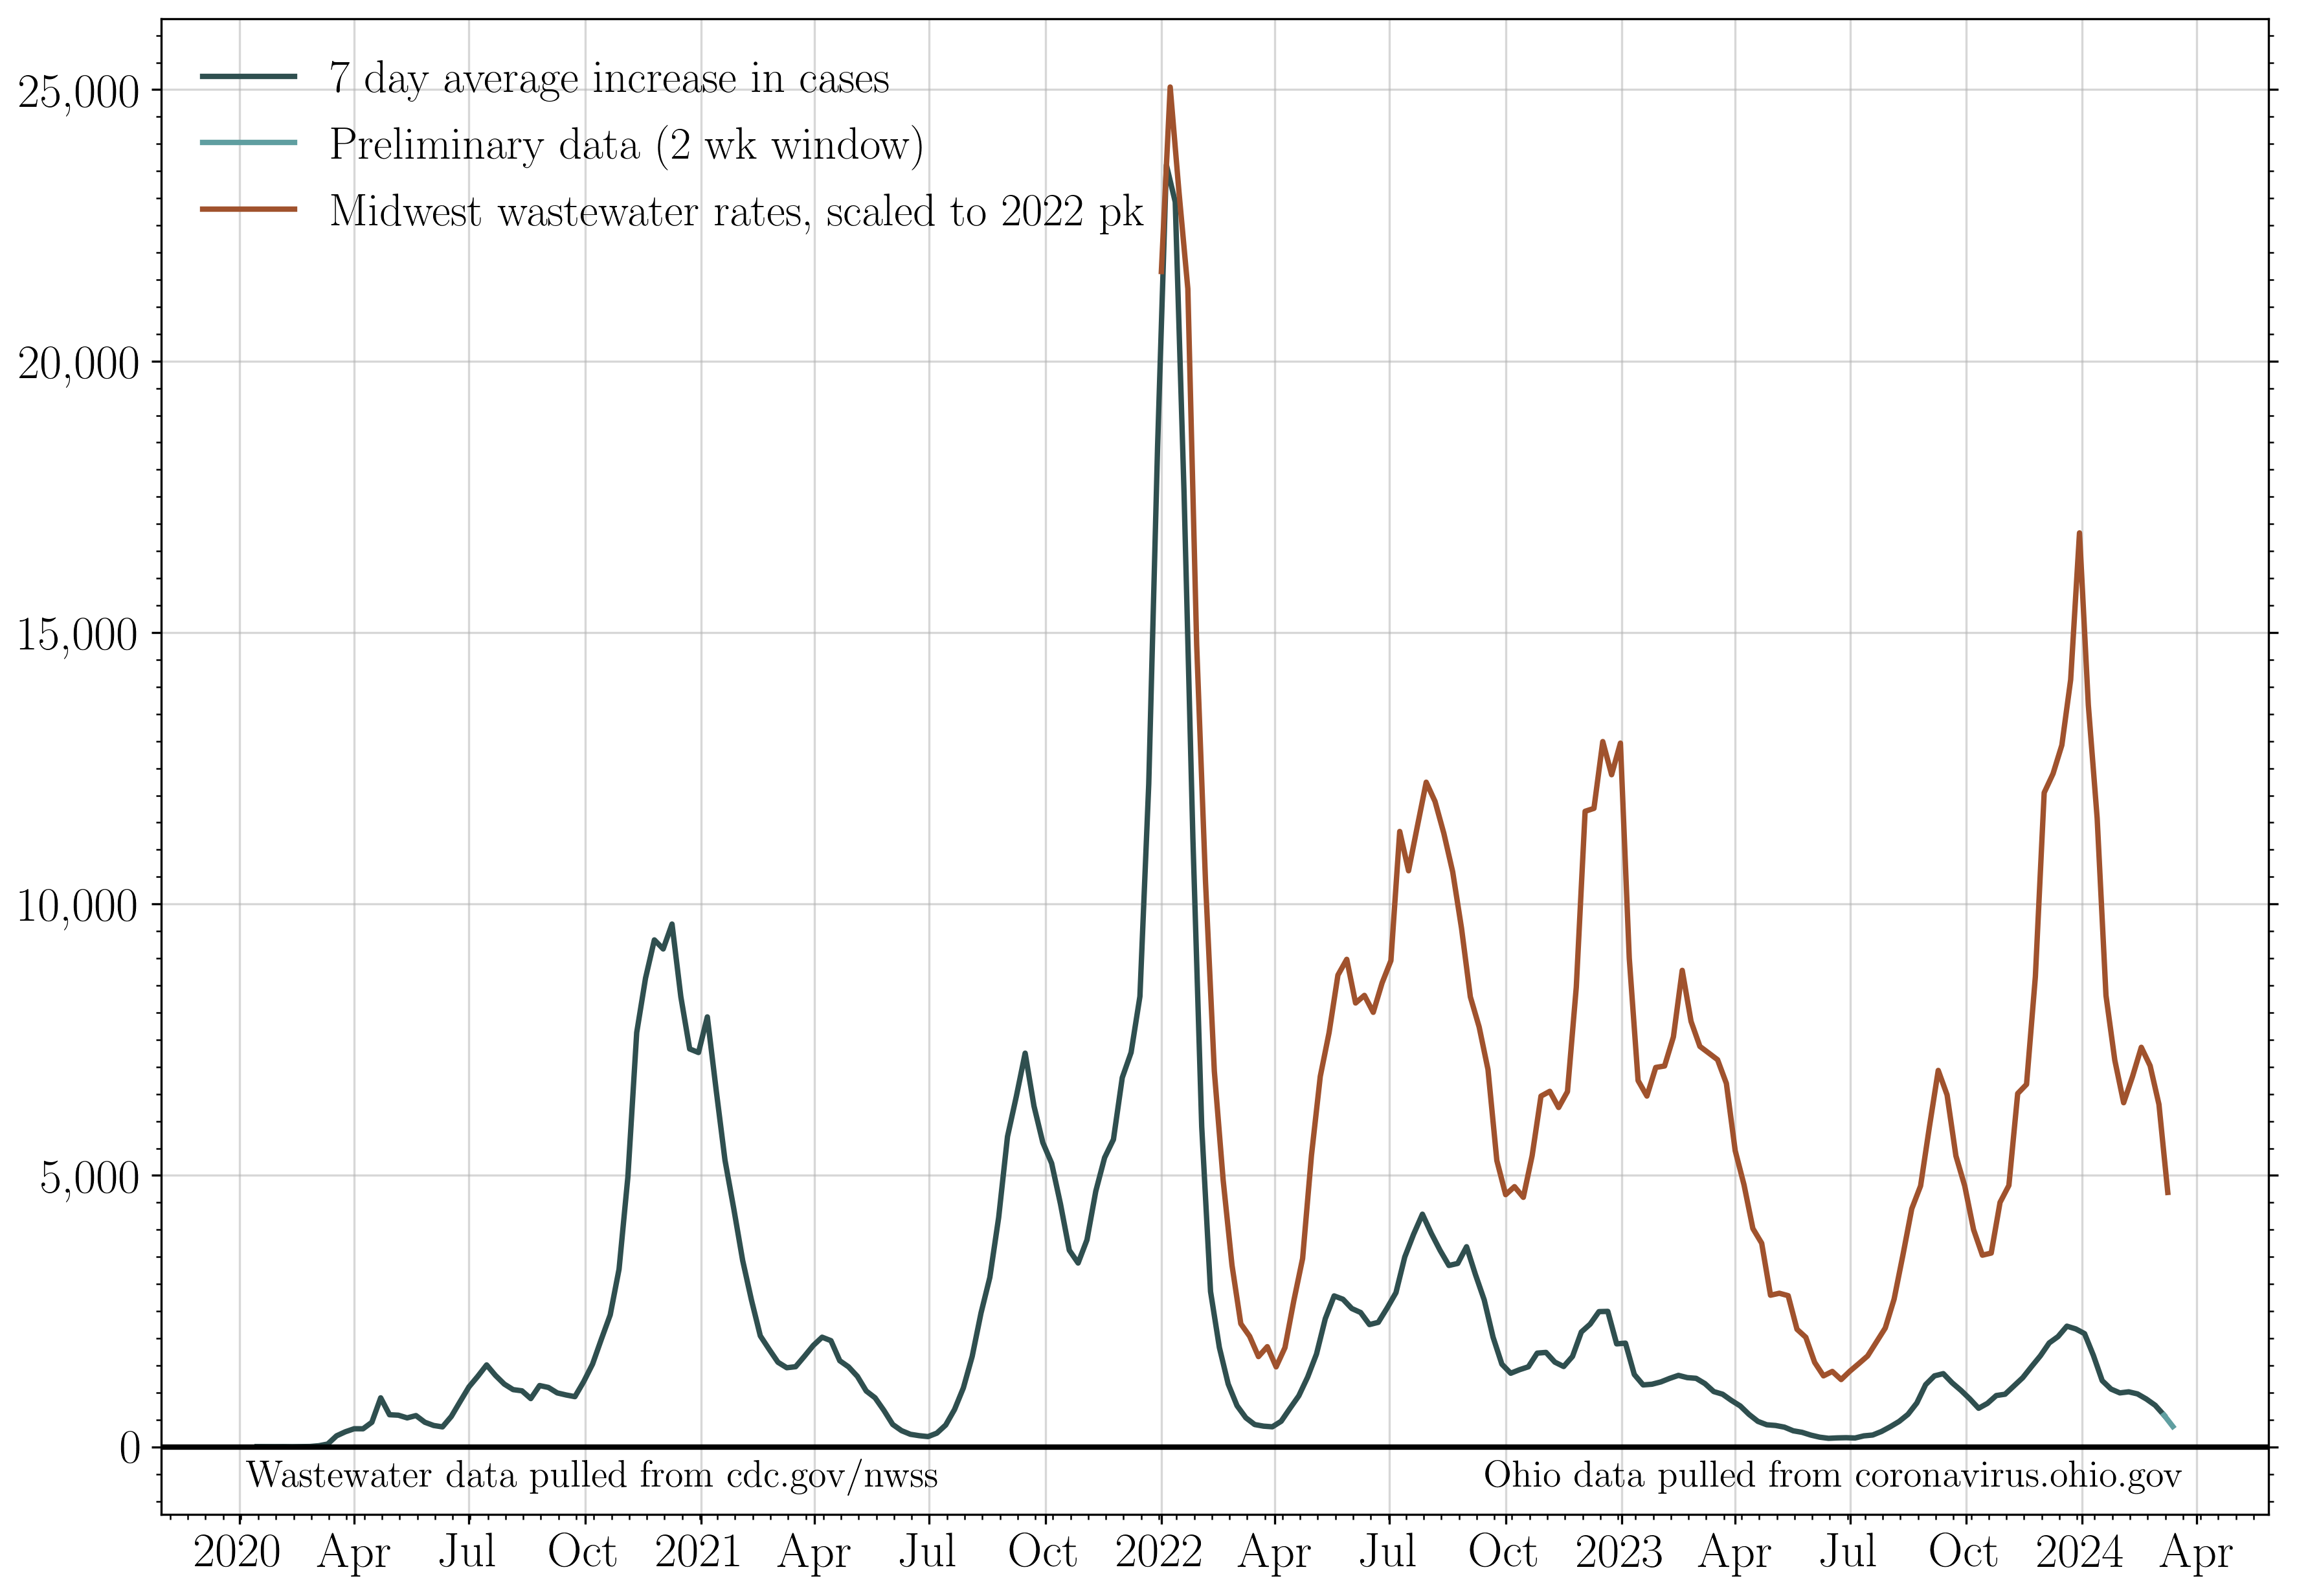 25,000
20,000
15,000
10,000
5,000
0
7 day average increase in cases
Preliminary data (2 wk window)
Midwest wastewater rates, scaled to 2022 pk
Wastewater data pulled from cdc.gov/nwss
Ohio data pulled from coronavirus.ohio.gov
2020 Apr Jul Oct 2021 Apr Jul Oct 2022 Apr Jul Oct 2023 Apr Jul Oct 2024 Apr